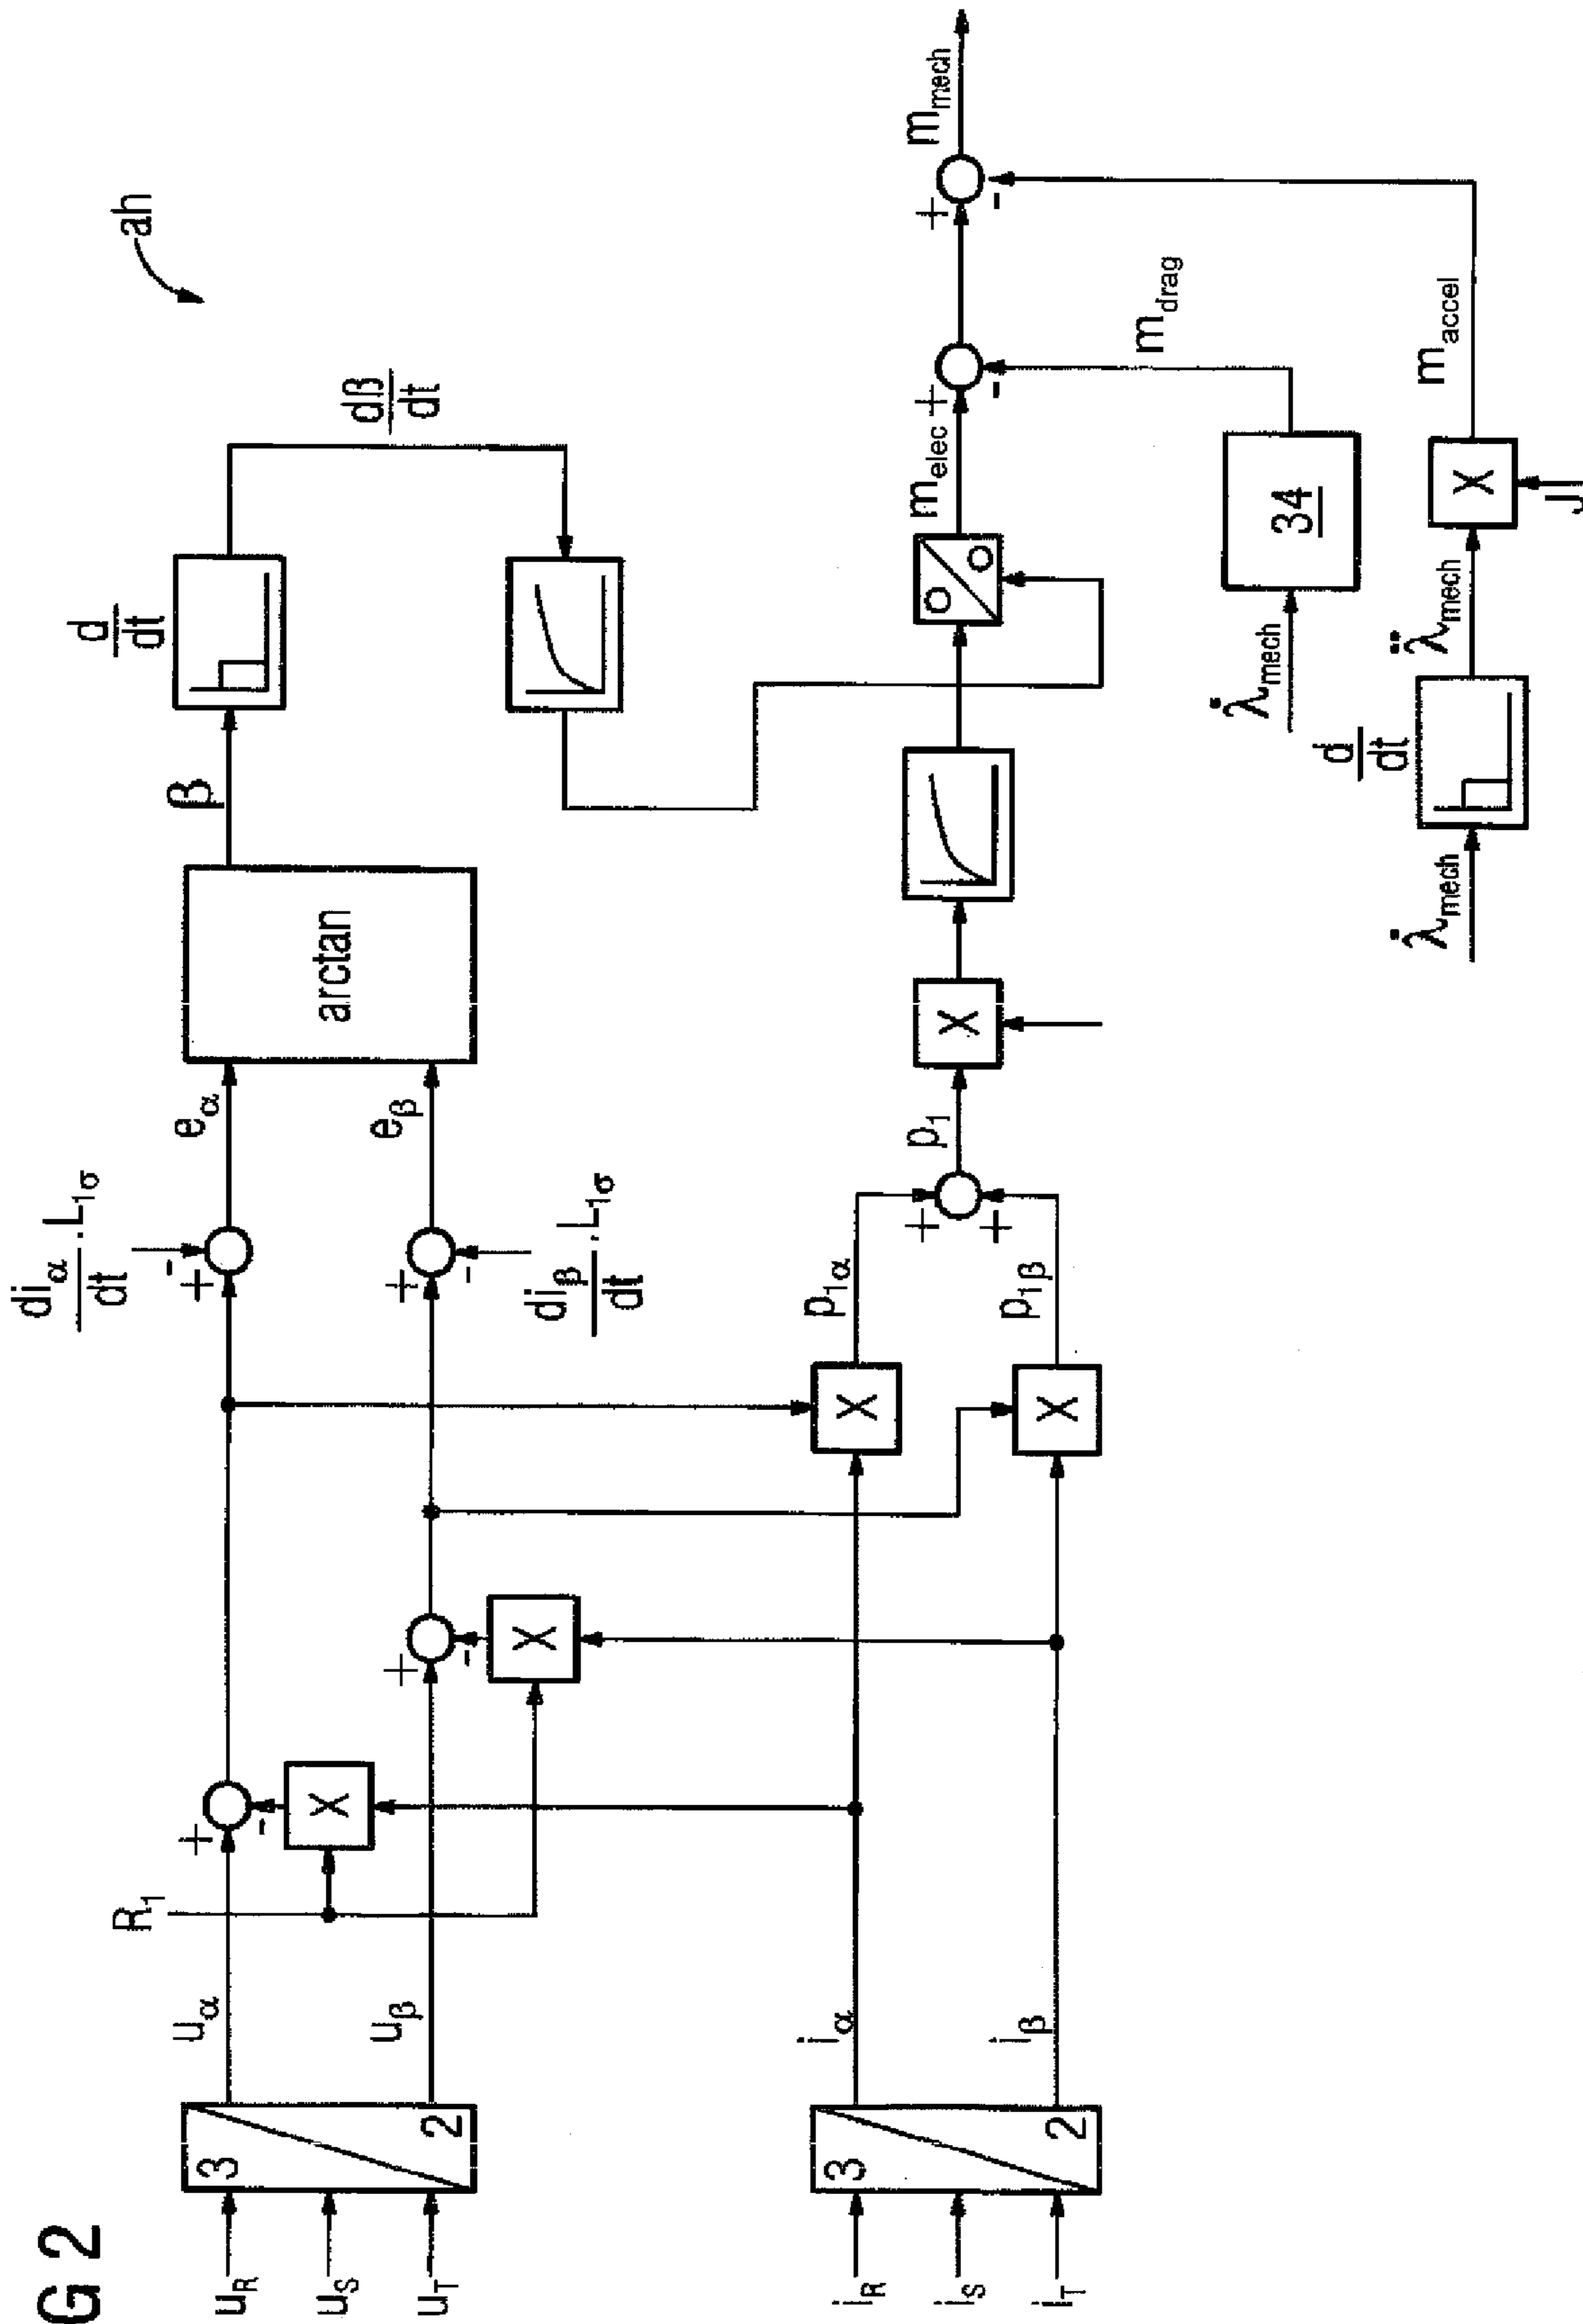 G 2
ah
u_R
u_S
u_T
3
2
u_α
u_β
R_1
+
-
X
+
-
X
di_α/dt . L_1σ
-
+
e_α
+
-
di_β/dt . L_1σ
e_β
arctan
β
d/dt
dβ/dt
i_R
i_S
i_T
3
2
i_α
i_β
X
X
p_1α
p_1β
+
+
p_1
X
m_elec
+
-
+
-
m_mech
m_drag
λ̇_mech
34
m_accel
λ̇_mech
d/dt
λ̈_mech
X
J